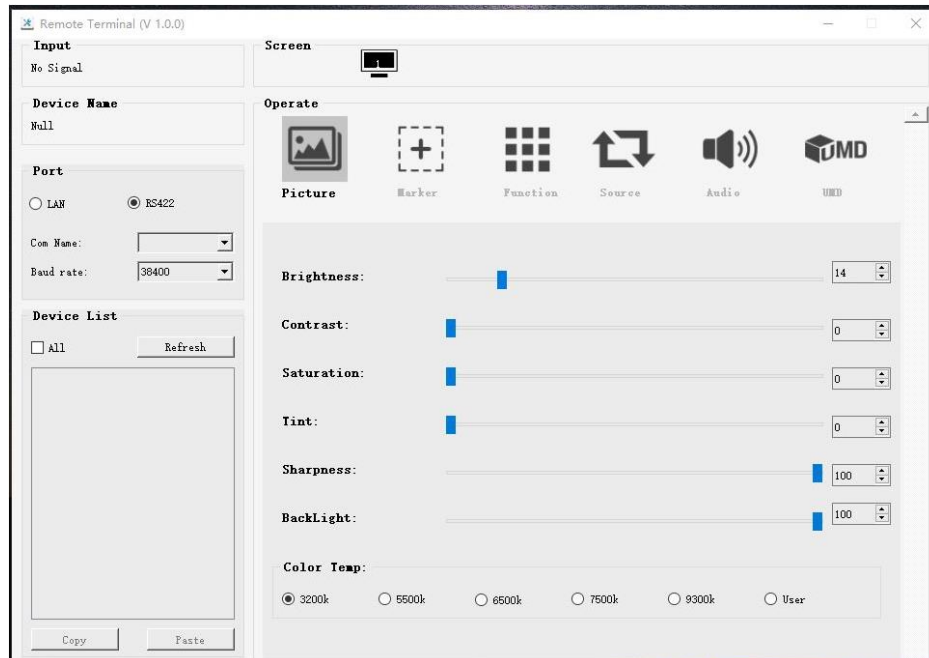 Remote Terminal (V 1.0.0)
Input
No Signal
Screen
1
Device Name
Null
Operate
Picture
Marker
Function
Source
Audio
UMD
UMD
Port
LAN
RS422
Com Name:
Baud rate:
38400
Device List
All
Refresh
Copy
Paste
Brightness:
14
Contrast:
0
Saturation:
0
Tint:
0
Sharpness:
100
BackLight:
100
Color Temp:
3200k
5500k
6500k
7500k
9300k
User